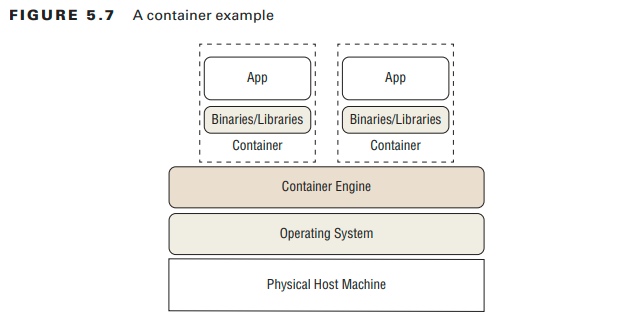 FIGURE 5.7 A container example
App App
Binaries/Libraries Binaries/Libraries
Container Container
Container Engine
Operating System
Physical Host Machine